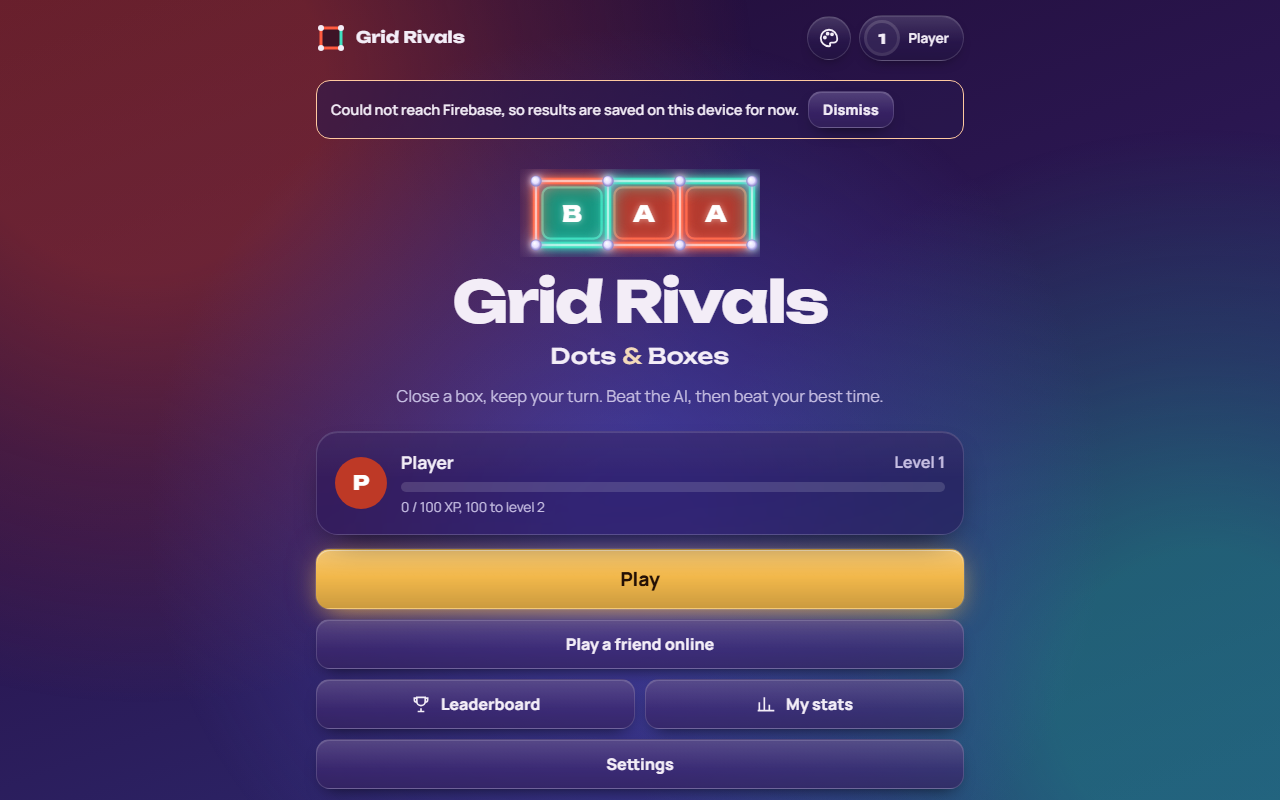 Grid Rivals
1 Player
Could not reach Firebase, so results are saved on this device for now. Dismiss
B A A
Grid Rivals
Dots & Boxes
Close a box, keep your turn. Beat the AI, then beat your best time.
P
Player Level 1
0 / 100 XP, 100 to level 2
Play
Play a friend online
Leaderboard My stats
Settings